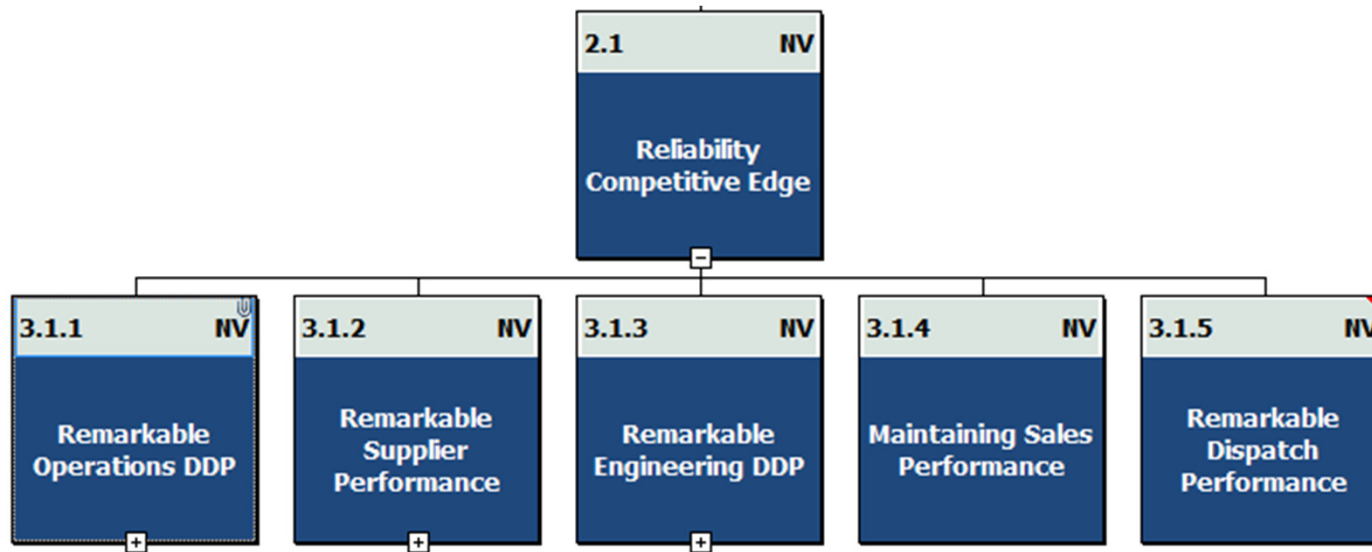 2.1 NV
Reliability
Competitive Edge
3.1.1 NV
Remarkable
Operations DDP
3.1.2 NV
Remarkable
Supplier
Performance
3.1.3 NV
Remarkable
Engineering DDP
3.1.4 NV
Maintaining Sales
Performance
3.1.5 NV
Remarkable
Dispatch
Performance